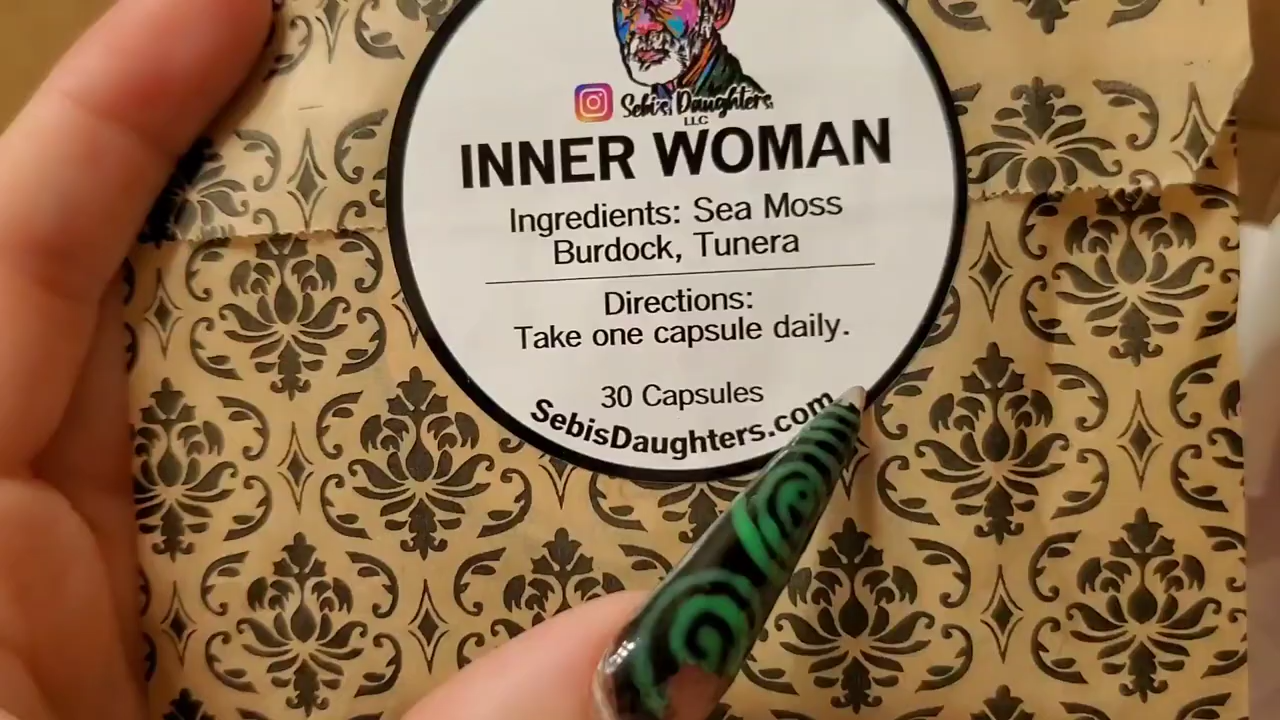 Sebi's Daughters
LLC
INNER WOMAN
Ingredients: Sea Moss
Burdock, Tunera
Directions:
Take one capsule daily.
30 Capsules
SebisDaughters.com